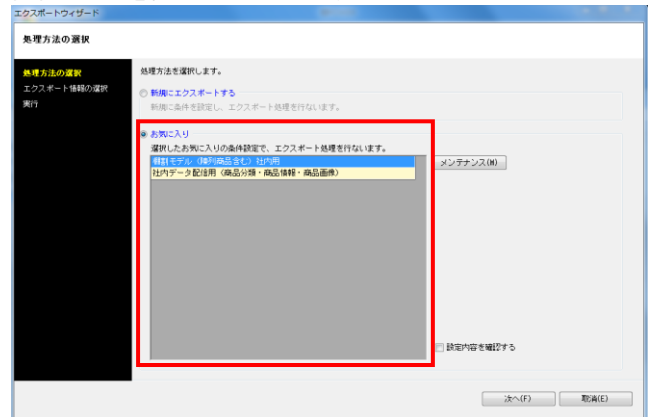 エクスポートウィザード
処理方法の選択
処理方法の選択
エクスポート情報の選択
実行
処理方法を選択します。
新規にエクスポートする
新規に条件を設定し、エクスポート処理を行ないます。
お気に入り
選択したお気に入りの条件設定で、エクスポート処理を行ないます。
棚割モデル（陳列商品含む）社内用
社内データ配信用（商品分類・商品情報・商品画像）
メンテナンス(M)
設定内容を確認する
次へ(F)
取消(E)